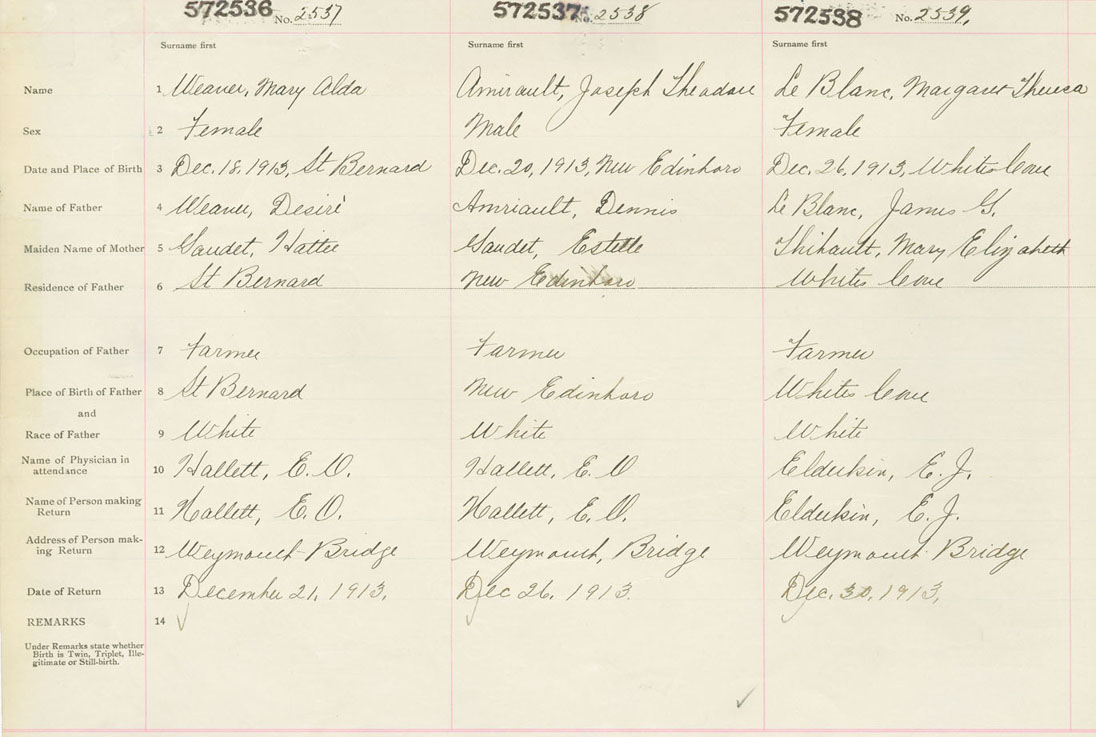 572536 No. 2537 572537 No. 2538 572538 No. 2539.
Surname first Surname first Surname first
Name 1 Weaver, Mary Alda Amirault, Joseph Theodore Le Blanc, Margaret Theresa
Sex 2 Female Male Female
Date and Place of Birth 3 Dec. 18, 1913, St Bernard Dec. 20, 1913, New Edinboro Dec. 26, 1913, Whites Cove
Name of Father 4 Weaver, Desiré Amriault, Dennis Le Blanc, James G.
Maiden Name of Mother 5 Gaudet, Hattie Gaudet, Estelle Thibault, Mary Elizabeth
Residence of Father 6 St Bernard New Edinboro Whites Cove
Occupation of Father 7 Farmer Farmer Farmer
Place of Birth of Father 8 St Bernard New Edinboro Whites Cove
and
Race of Father 9 White White White
Name of Physician in
attendance 10 Hallett, E. O. Hallett, E. O Elderkin, E. J.
Name of Person making
Return 11 Hallett, E. O. Hallett, E. O. Elderkin, E. J.
Address of Person mak-
ing Return 12 Weymouth Bridge Weymouth, Bridge Weymouth Bridge
Date of Return 13 December 21, 1913. Dec 26, 1913. Dec. 30, 1913.
REMARKS 14
Under Remarks state whether
Birth is Twin, Triplet, Ille-
gitimate or Still-birth.